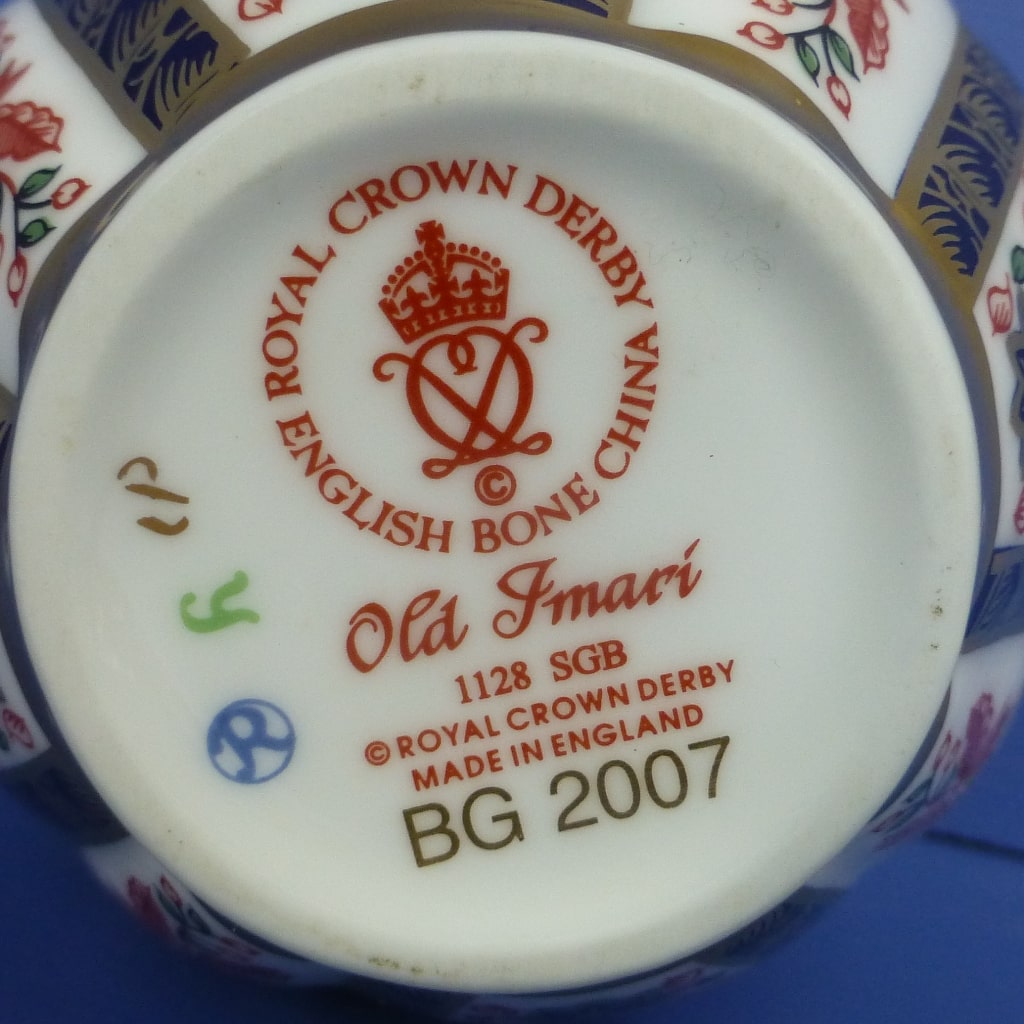 ROYAL CROWN DERBY
ENGLISH BONE CHINA
©
Old Imari
1128 SGB
© ROYAL CROWN DERBY
MADE IN ENGLAND
BG 2007
R